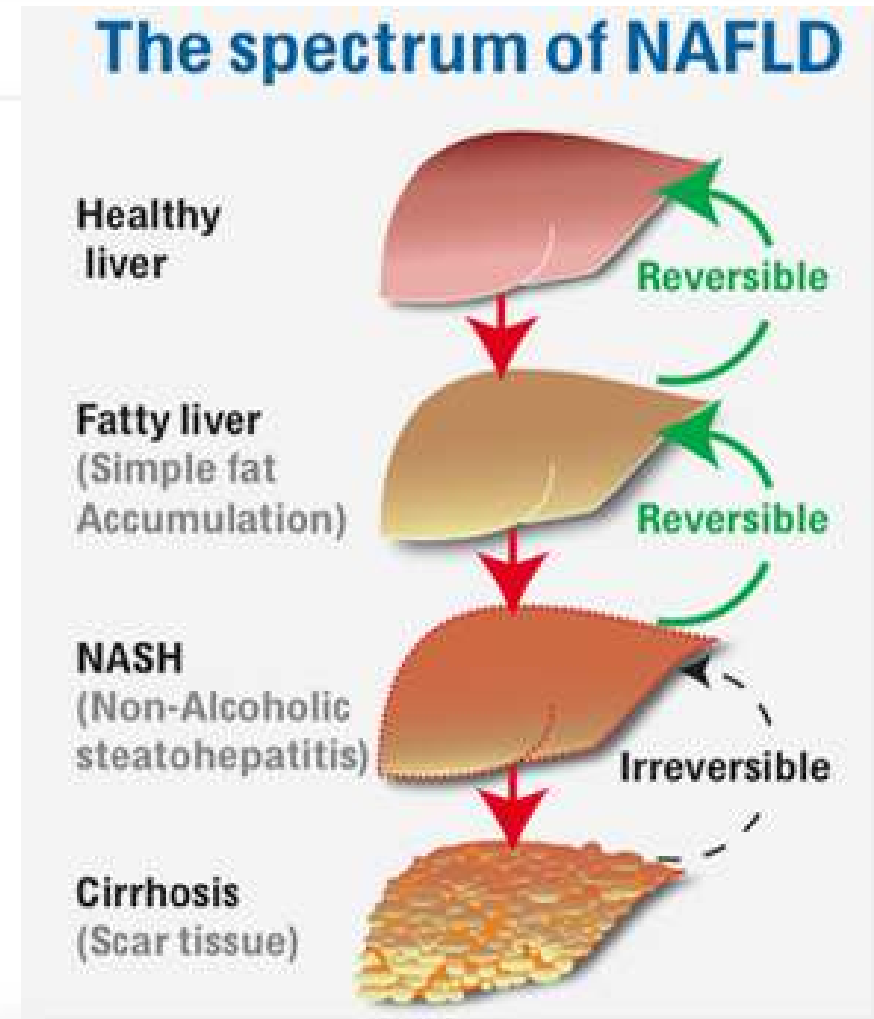 The spectrum of NAFLD
Healthy
liver
Reversible
Fatty liver
(Simple fat
Accumulation)
Reversible
NASH
(Non-Alcoholic
steatohepatitis)
Irreversible
Cirrhosis
(Scar tissue)